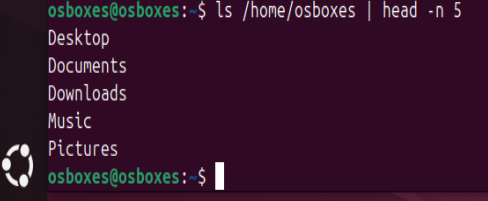 osboxes@osboxes:~$ ls /home/osboxes | head -n 5
Desktop
Documents
Downloads
Music
Pictures
osboxes@osboxes:~$